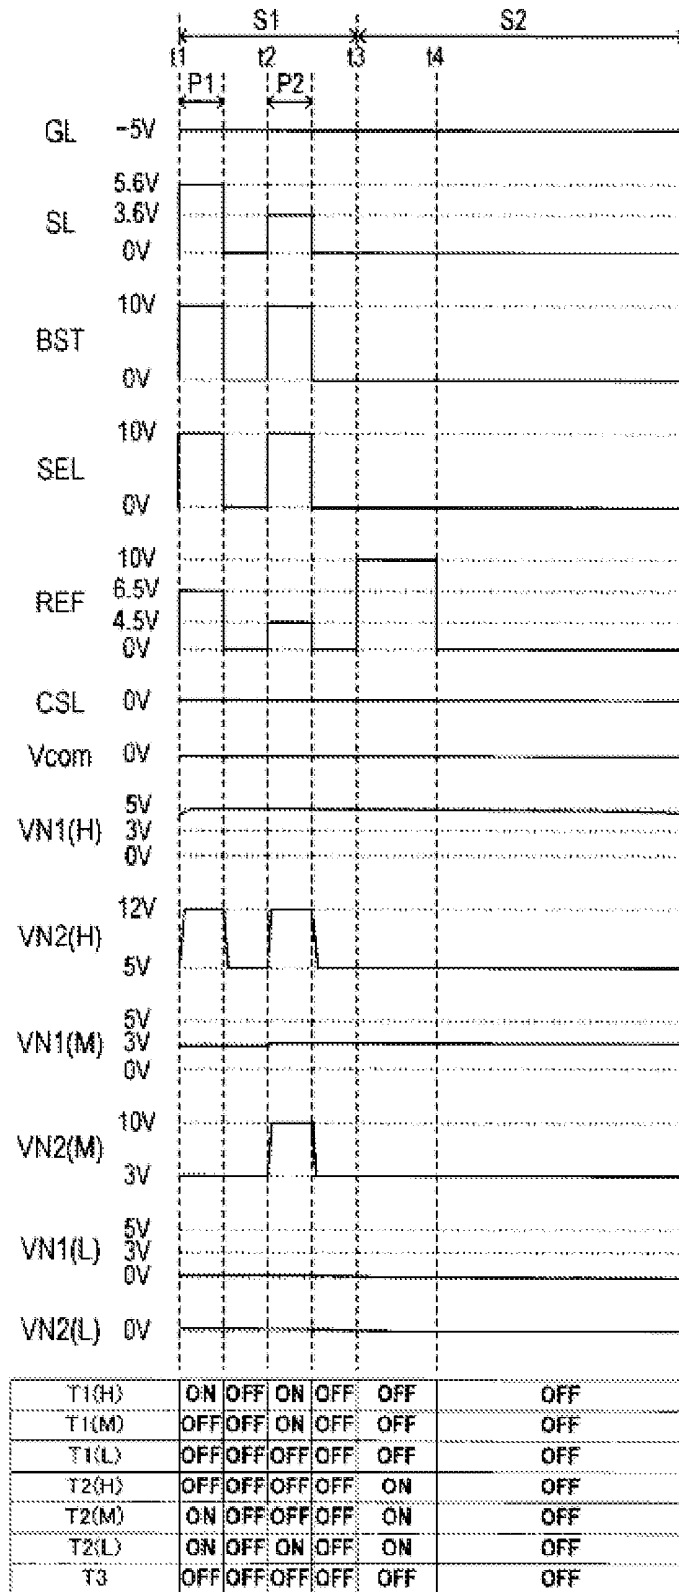 S1 S2
t1 t2 t3 t4
P1 P2
GL -5V
5.6V
SL 3.6V
0V
10V
BST
0V
10V
SEL
0V
10V
REF 6.5V
4.5V
0V
CSL 0V
Vcom 0V
5V
VN1(H) 3V
0V
12V
VN2(H)
5V
5V
VN1(M) 3V
0V
10V
VN2(M)
3V
5V
VN1(L) 3V
0V
VN2(L) 0V
T1(H) ON OFF ON OFF OFF OFF
T1(M) OFF OFF ON OFF OFF OFF
T1(L) OFF OFF OFF OFF OFF OFF
T2(H) OFF OFF OFF OFF ON OFF
T2(M) ON OFF OFF OFF ON OFF
T2(L) ON OFF ON OFF ON OFF
T3 OFF OFF OFF OFF OFF OFF